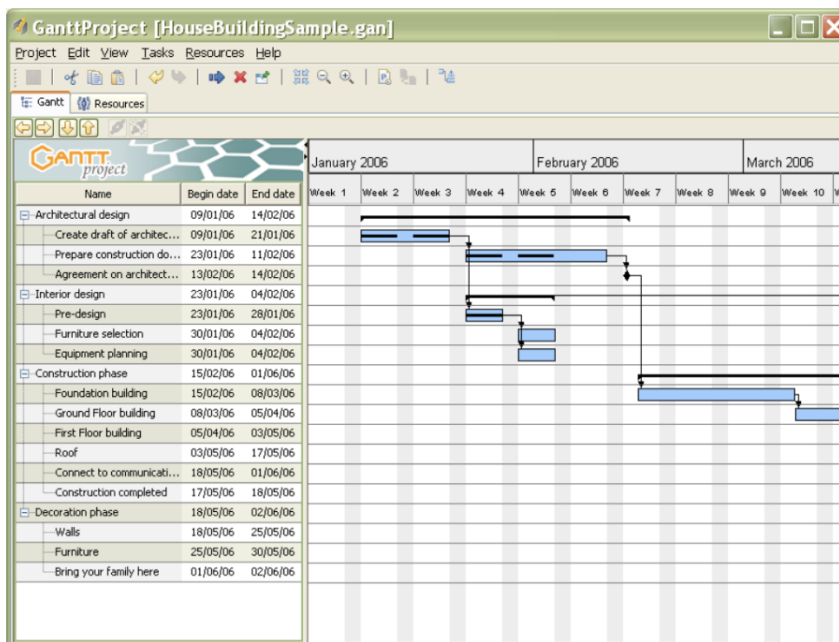 GanttProject [HouseBuildingSample.gan]
Project Edit View Tasks Resources Help
Gantt Resources
GANTT project
January 2006 February 2006 March 2006
Name Begin date End date Week 1 Week 2 Week 3 Week 4 Week 5 Week 6 Week 7 Week 8 Week 9 Week 10
Architectural design 09/01/06 14/02/06
Create draft of architec... 09/01/06 21/01/06
Prepare construction do... 23/01/06 11/02/06
Agreement on architect... 13/02/06 14/02/06
Interior design 23/01/06 04/02/06
Pre-design 23/01/06 28/01/06
Furniture selection 30/01/06 04/02/06
Equipment planning 30/01/06 04/02/06
Construction phase 15/02/06 01/06/06
Foundation building 15/02/06 08/03/06
Ground Floor building 08/03/06 05/04/06
First Floor building 05/04/06 03/05/06
Roof 03/05/06 17/05/06
Connect to communicati... 18/05/06 01/06/06
Construction completed 17/05/06 18/05/06
Decoration phase 18/05/06 02/06/06
Walls 18/05/06 25/05/06
Furniture 25/05/06 30/05/06
Bring your family here 01/06/06 02/06/06